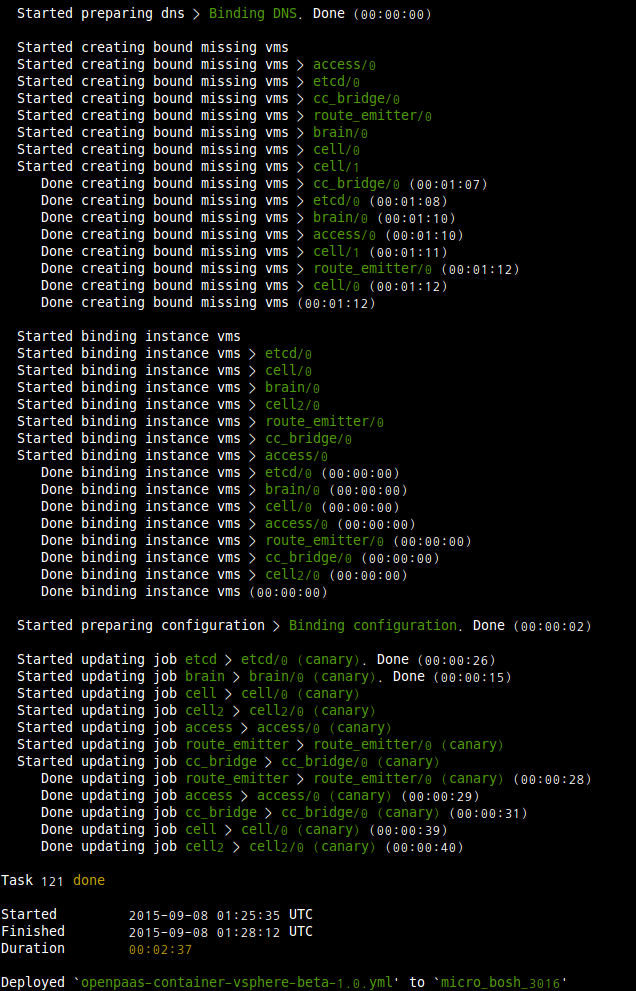 Started preparing dns > Binding DNS. Done (00:00:00)
Started creating bound missing vms
Started creating bound missing vms > access/0
Started creating bound missing vms > etcd/0
Started creating bound missing vms > cc_bridge/0
Started creating bound missing vms > route_emitter/0
Started creating bound missing vms > brain/0
Started creating bound missing vms > cell/0
Started creating bound missing vms > cell/1
Done creating bound missing vms > cc_bridge/0 (00:01:07)
Done creating bound missing vms > etcd/0 (00:01:08)
Done creating bound missing vms > brain/0 (00:01:10)
Done creating bound missing vms > access/0 (00:01:10)
Done creating bound missing vms > cell/1 (00:01:11)
Done creating bound missing vms > route_emitter/0 (00:01:12)
Done creating bound missing vms > cell/0 (00:01:12)
Done creating bound missing vms (00:01:12)
Started binding instance vms
Started binding instance vms > etcd/0
Started binding instance vms > cell/0
Started binding instance vms > brain/0
Started binding instance vms > cell2/0
Started binding instance vms > route_emitter/0
Started binding instance vms > cc_bridge/0
Started binding instance vms > access/0
Done binding instance vms > etcd/0 (00:00:00)
Done binding instance vms > brain/0 (00:00:00)
Done binding instance vms > cell/0 (00:00:00)
Done binding instance vms > access/0 (00:00:00)
Done binding instance vms > route_emitter/0 (00:00:00)
Done binding instance vms > cc_bridge/0 (00:00:00)
Done binding instance vms > cell2/0 (00:00:00)
Done binding instance vms (00:00:00)
Started preparing configuration > Binding configuration. Done (00:00:02)
Started updating job etcd > etcd/0 (canary). Done (00:00:26)
Started updating job brain > brain/0 (canary). Done (00:00:15)
Started updating job cell > cell/0 (canary)
Started updating job cell2 > cell2/0 (canary)
Started updating job access > access/0 (canary)
Started updating job route_emitter > route_emitter/0 (canary)
Started updating job cc_bridge > cc_bridge/0 (canary)
Done updating job route_emitter > route_emitter/0 (canary) (00:00:28)
Done updating job access > access/0 (canary) (00:00:29)
Done updating job cc_bridge > cc_bridge/0 (canary) (00:00:31)
Done updating job cell > cell/0 (canary) (00:00:39)
Done updating job cell2 > cell2/0 (canary) (00:00:40)
Task 121 done
Started 2015-09-08 01:25:35 UTC
Finished 2015-09-08 01:28:12 UTC
Duration 00:02:37
Deployed `openpaas-container-vsphere-beta-1.0.yml' to `micro_bosh_3016'